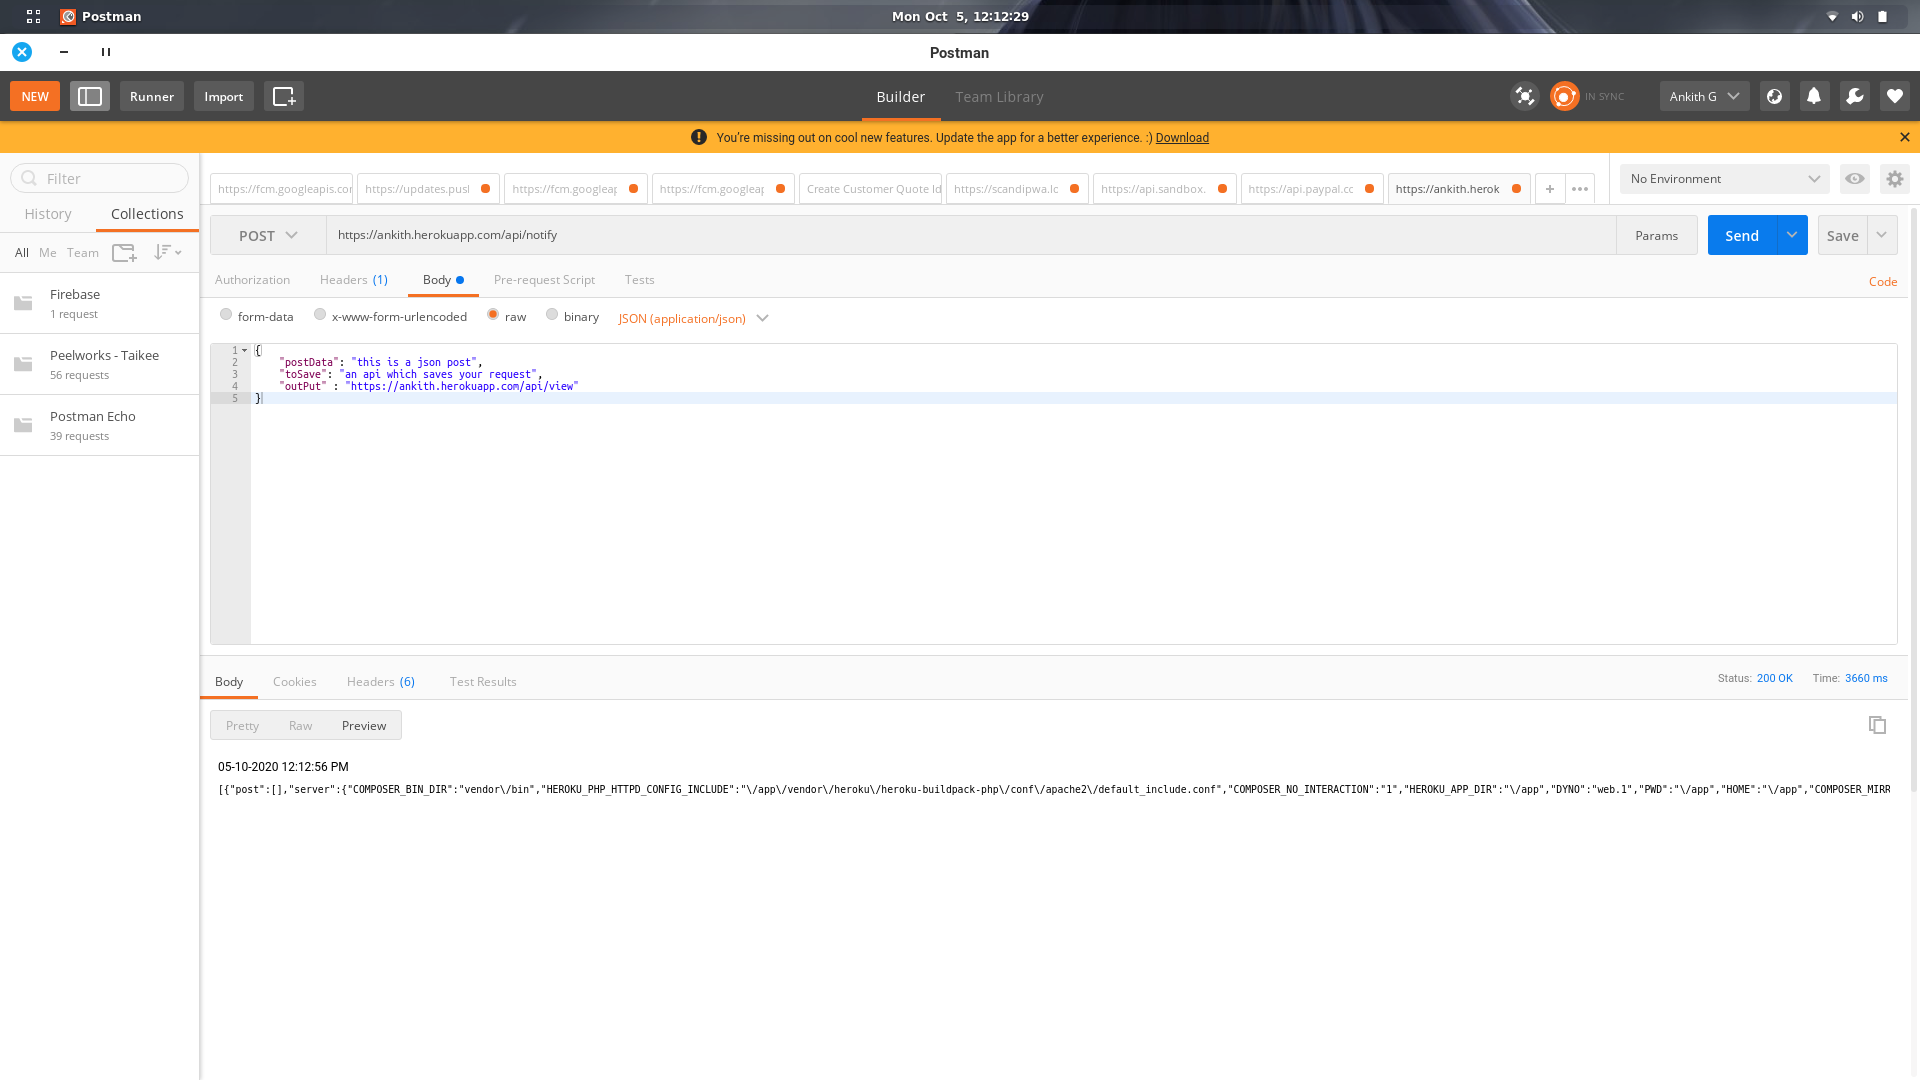 Postman
Mon Oct 5, 12:12:29
Postman
NEW
Runner
Import
Builder
Team Library
IN SYNC
Ankith G
You're missing out on cool new features. Update the app for a better experience. :) Download
Filter
History
Collections
All
Me
Team
Firebase
1 request
Peelworks - Taikee
56 requests
Postman Echo
39 requests
https://fcm.googleapis.con
https://updates.pusl
https://fcm.googleap
https://fcm.googleap
Create Customer Quote Id
https://scandipwa.lc
https://api.sandbox.
https://api.paypal.cc
https://ankith.herok
No Environment
POST
https://ankith.herokuapp.com/api/notify
Params
Send
Save
Authorization
Headers (1)
Body
Pre-request Script
Tests
Code
form-data
x-www-form-urlencoded
raw
binary
JSON (application/json)
1 {
2 "postData": "this is a json post",
3 "toSave": "an api which saves your request",
4 "outPut" : "https://ankith.herokuapp.com/api/view"
5 }
Body
Cookies
Headers (6)
Test Results
Status: 200 OK
Time: 3660 ms
Pretty
Raw
Preview
05-10-2020 12:12:56 PM
[{"post":[],"server":{"COMPOSER_BIN_DIR":"vendor\/bin","HEROKU_PHP_HTTPD_CONFIG_INCLUDE":"\/app\/vendor\/heroku\/heroku-buildpack-php\/conf\/apache2\/default_include.conf","COMPOSER_NO_INTERACTION":"1","HEROKU_APP_DIR":"\/app","DYNO":"web.1","PWD":"\/app","HOME":"\/app","COMPOSER_MIRR